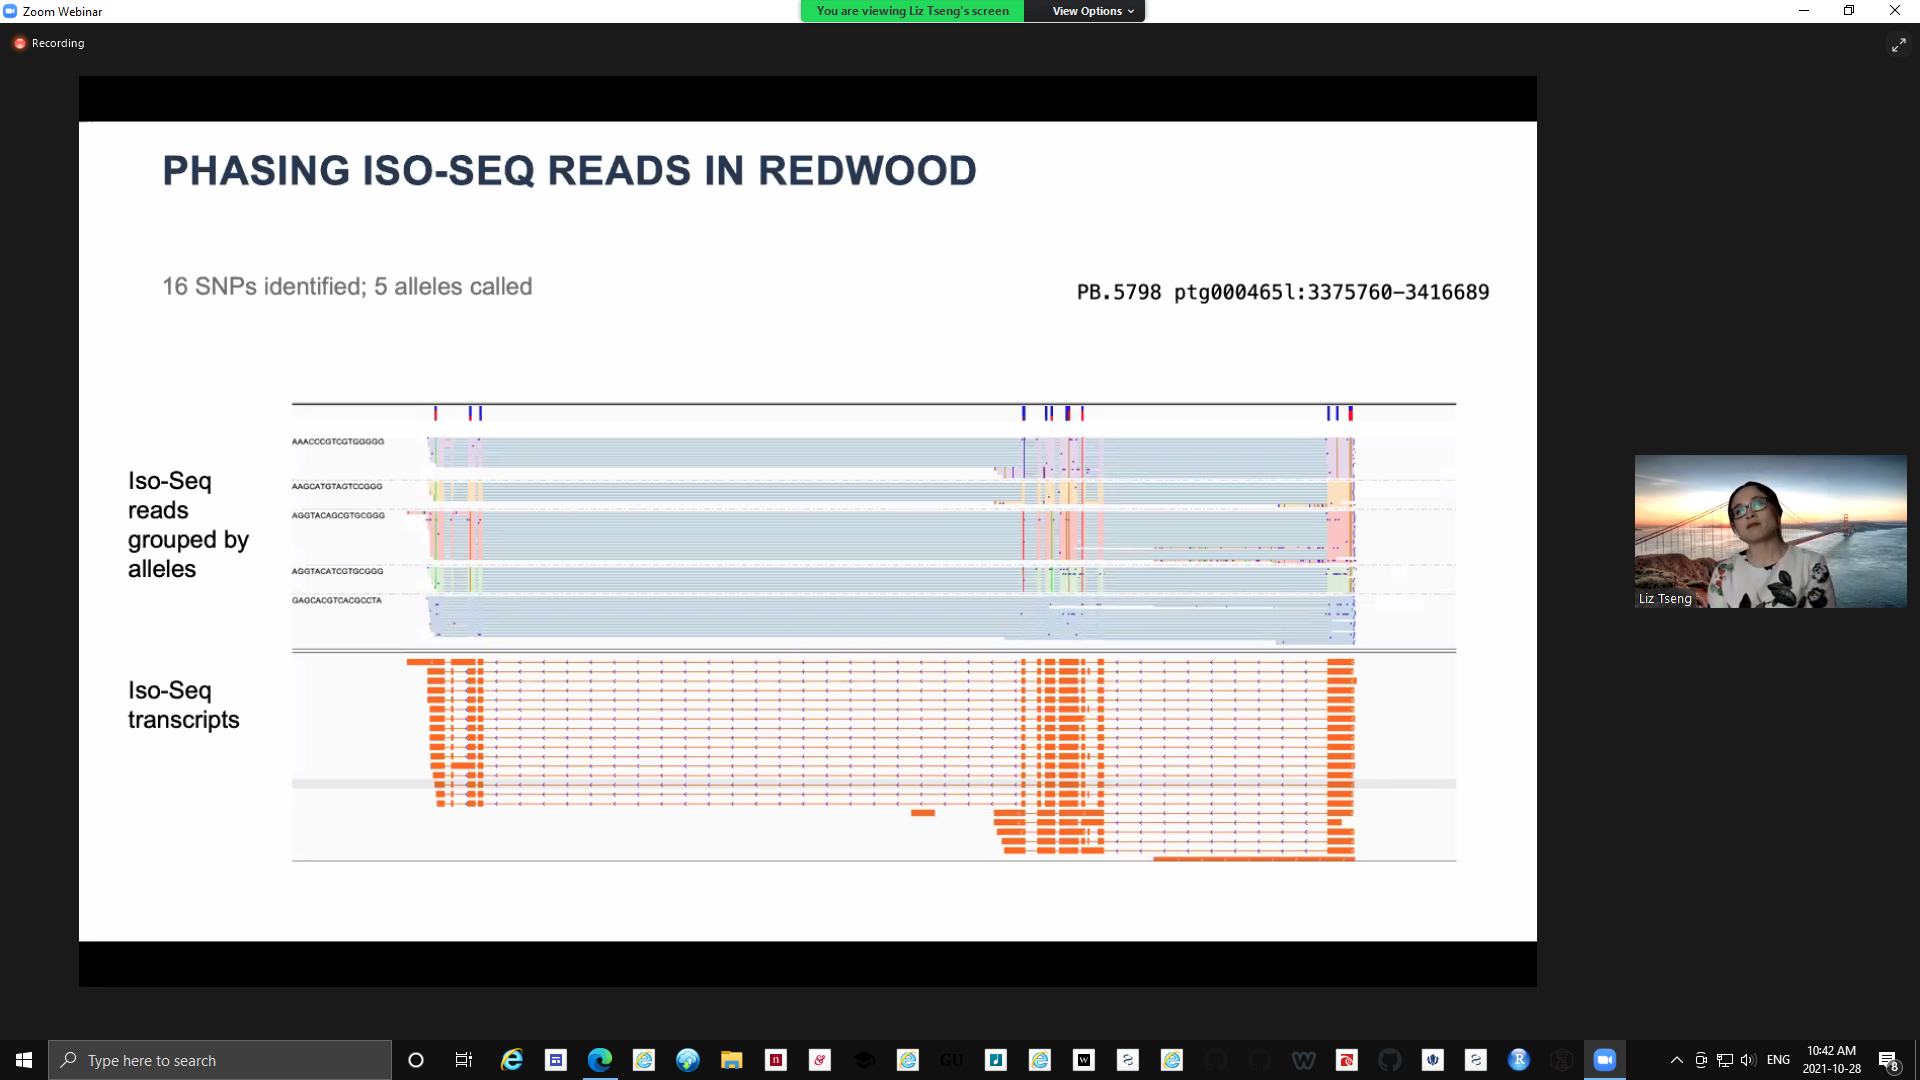 Zoom Webinar
You are viewing Liz Tseng's screen
View Options
Recording
PHASING ISO-SEQ READS IN REDWOOD
16 SNPs identified; 5 alleles called
PB.5798 ptg000465l:3375760-3416689
Iso-Seq
reads
grouped by
alleles
AAACCCGTCGTGGGGG
AAGCATGTAGTCCGGG
AGGTACAGCGTGCGGG
AGGTACATCGTGCGGG
GAGCACGTCACGCCTA
Iso-Seq
transcripts
Liz Tseng
Type here to search
GU
n
W
R
ENG
10:42 AM
2021-10-28
8